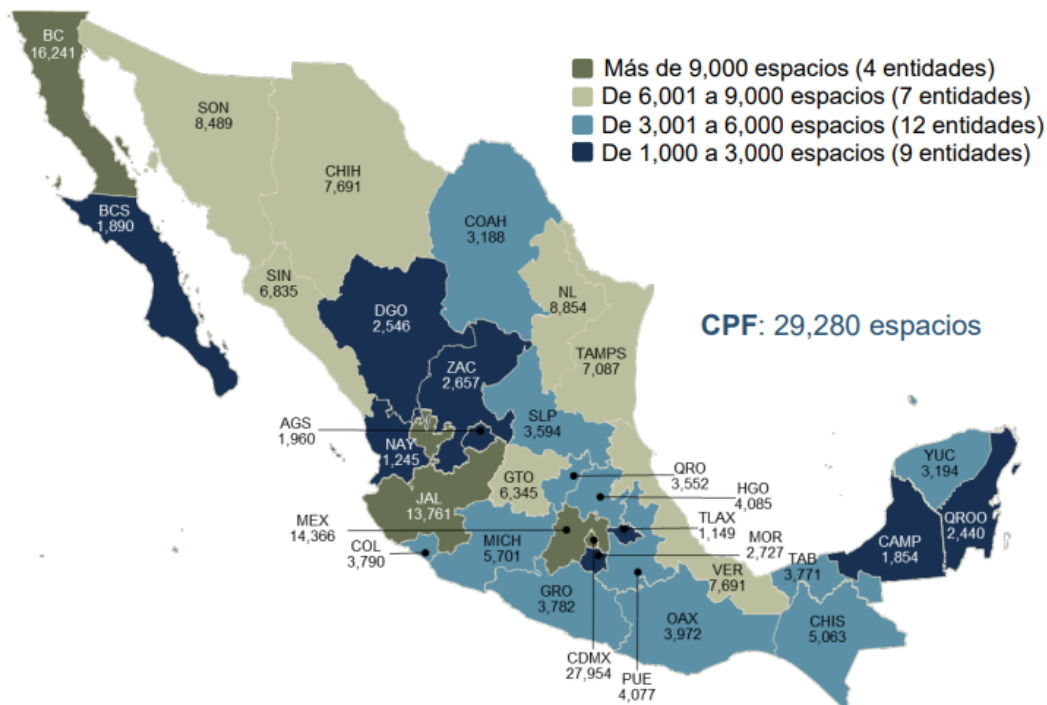 BC
16,241
Más de 9,000 espacios (4 entidades)
De 6,001 a 9,000 espacios (7 entidades)
De 3,001 a 6,000 espacios (12 entidades)
De 1,000 a 3,000 espacios (9 entidades)
SON
8,489
CHIH
7,691
BCS
1,890
COAH
3,188
SIN
6,835
DGO
2,546
NL
8,854
CPF: 29,280 espacios
TAMPS
7,087
ZAC
2,657
SLP
3,594
AGS
1,960
NAY
1,245
GTO
6,345
QRO
3,552
HGO
4,085
YUC
3,194
JAL
13,761
MEX
14,366
TLAX
1,149
QROO
2,440
COL
3,790
MICH
5,701
MOR
2,727
CAMP
1,854
VER
7,691
TAB
3,771
GRO
3,782
OAX
3,972
CHIS
5,063
CDMX
27,954
PUE
4,077